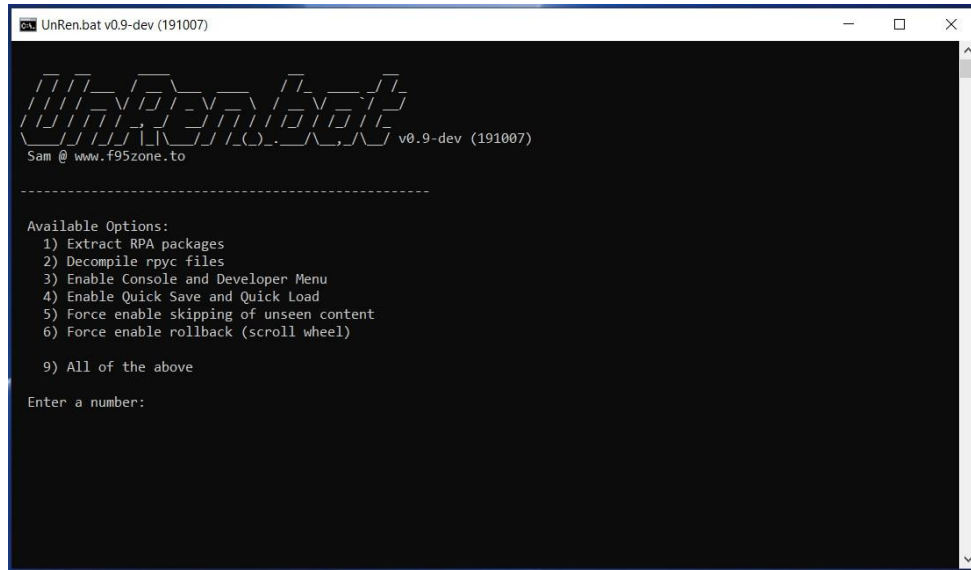 UnRen.bat v0.9-dev (191007)
UnRen.bat v0.9-dev (191007)
Sam @ www.f95zone.to
----------------------------------------------------
Available Options:
1) Extract RPA packages
2) Decompile rpyc files
3) Enable Console and Developer Menu
4) Enable Quick Save and Quick Load
5) Force enable skipping of unseen content
6) Force enable rollback (scroll wheel)
9) All of the above
Enter a number: